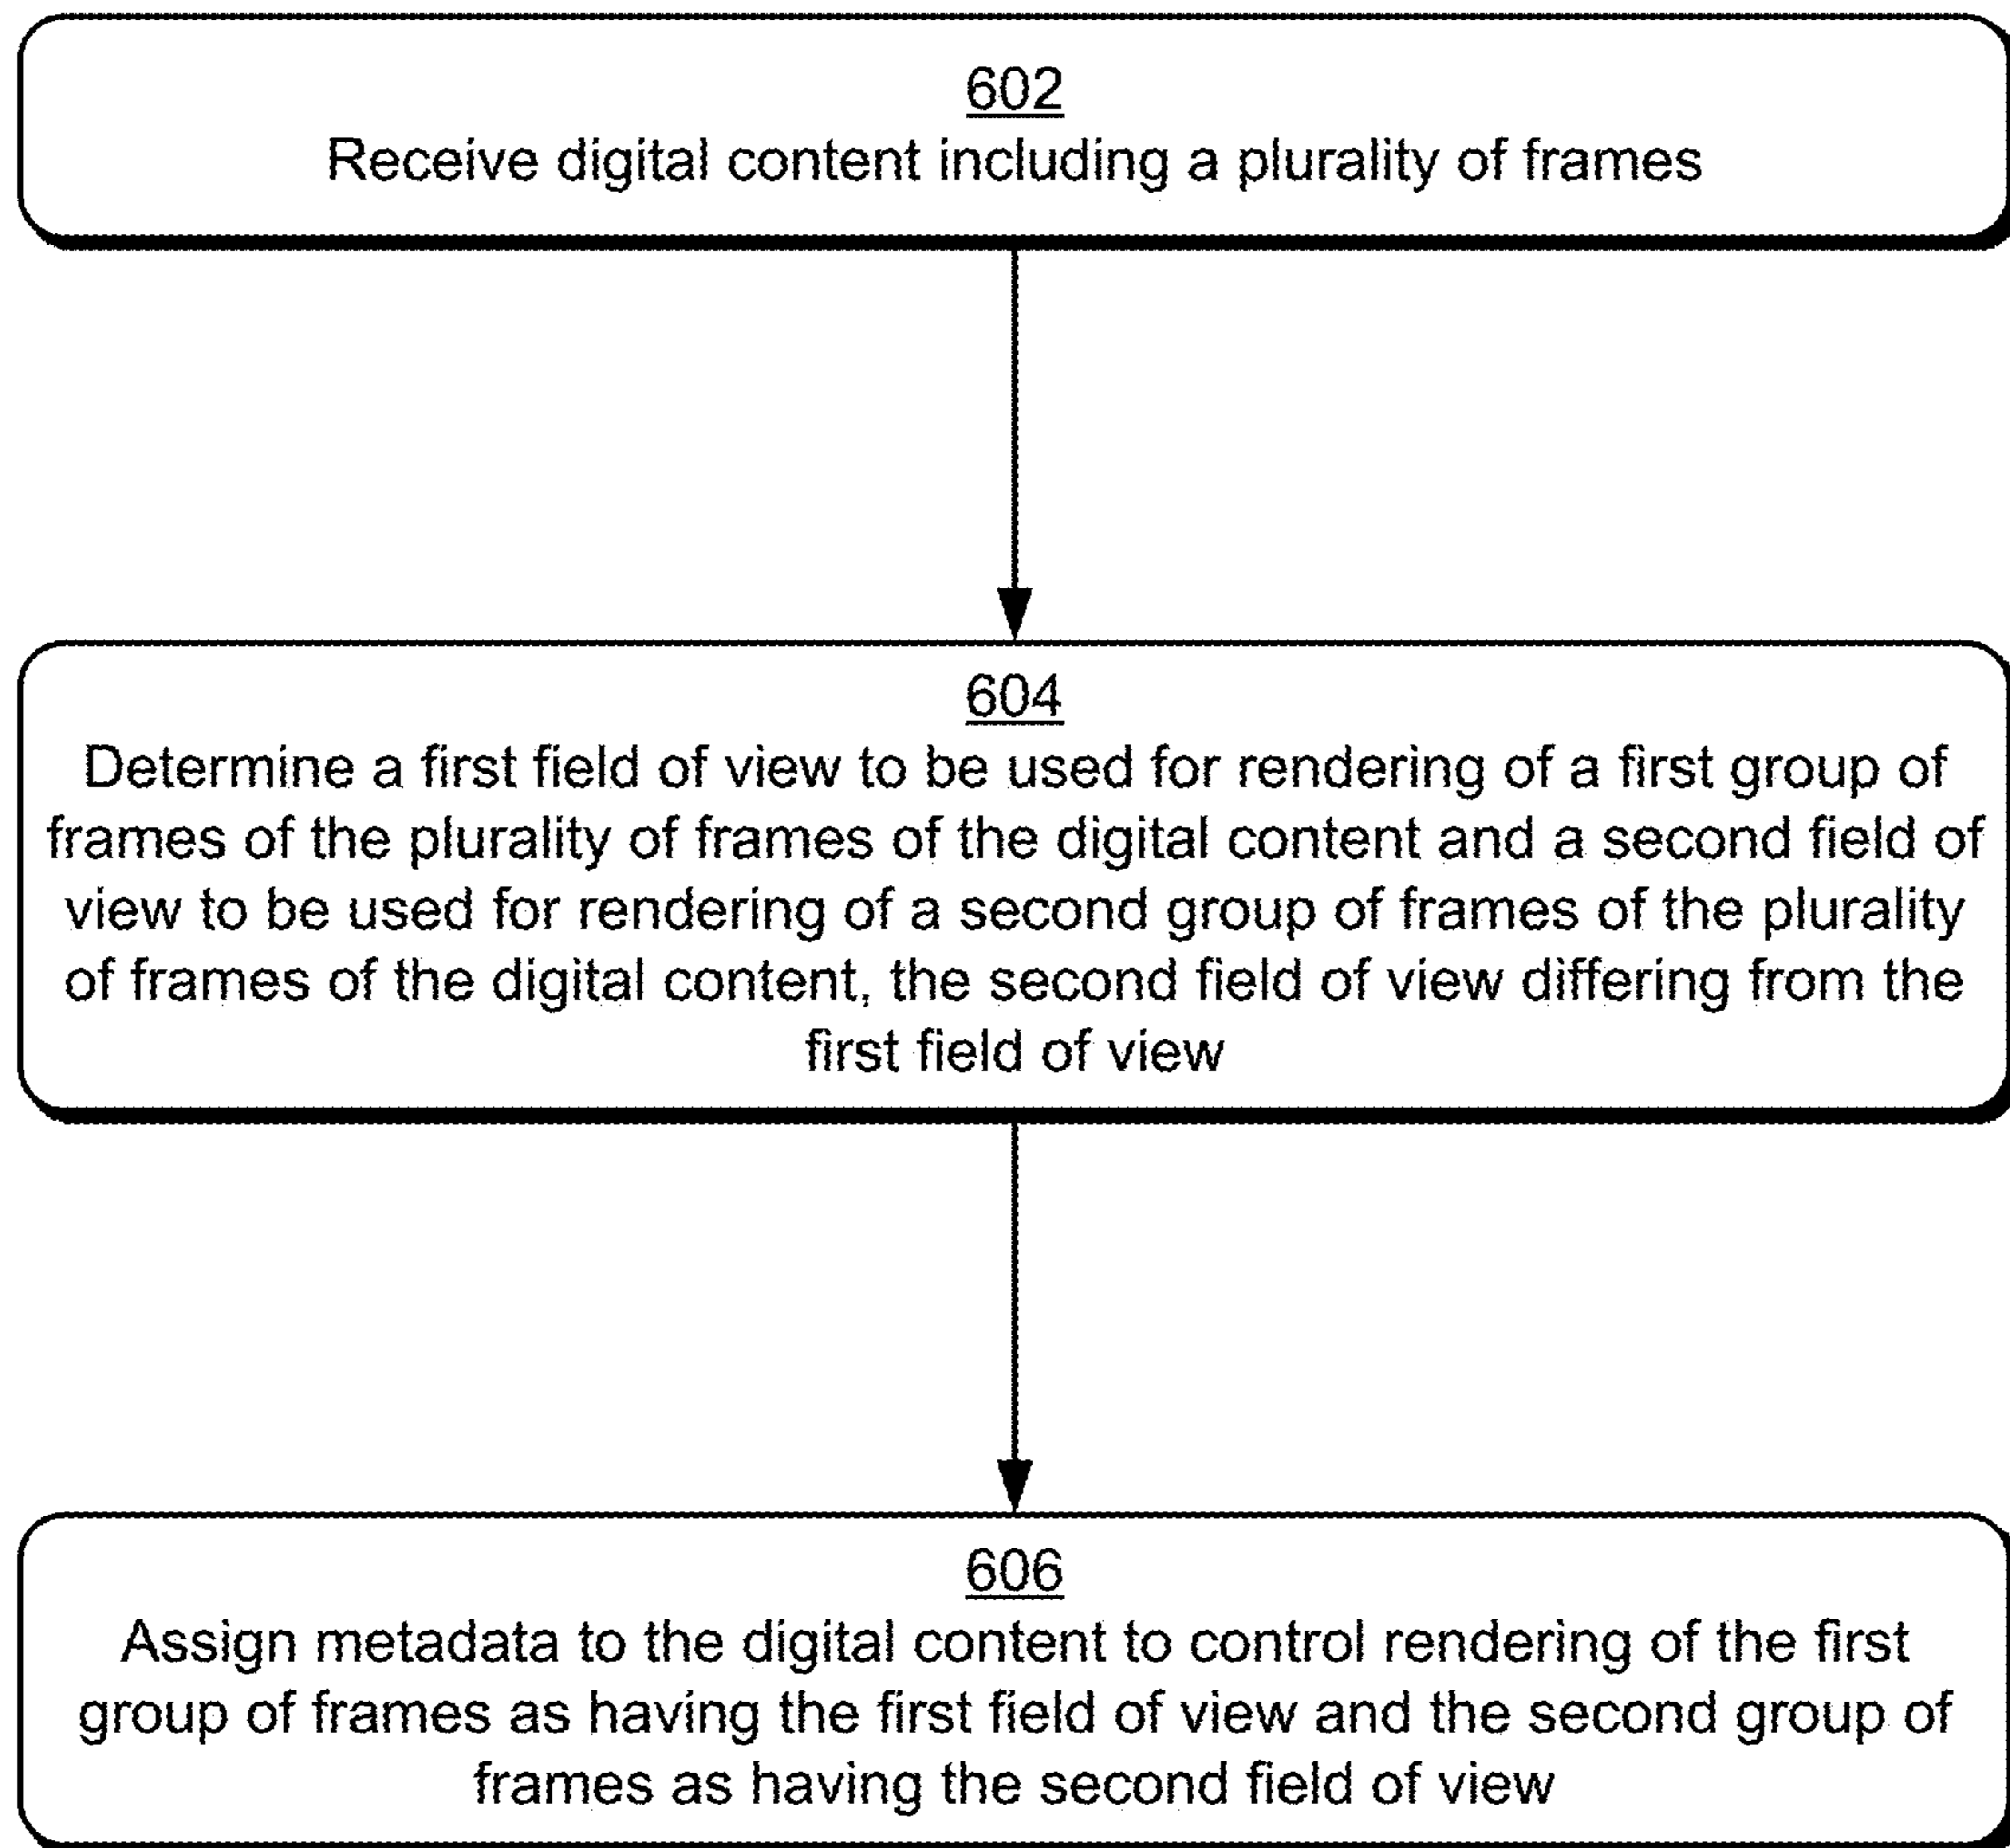 602
Receive digital content including a plurality of frames
604
Determine a first field of view to be used for rendering of a first group of
frames of the plurality of frames of the digital content and a second field of
view to be used for rendering of a second group of frames of the plurality
of frames of the digital content, the second field of view differing from the
first field of view
606
Assign metadata to the digital content to control rendering of the first
group of frames as having the first field of view and the second group of
frames as having the second field of view